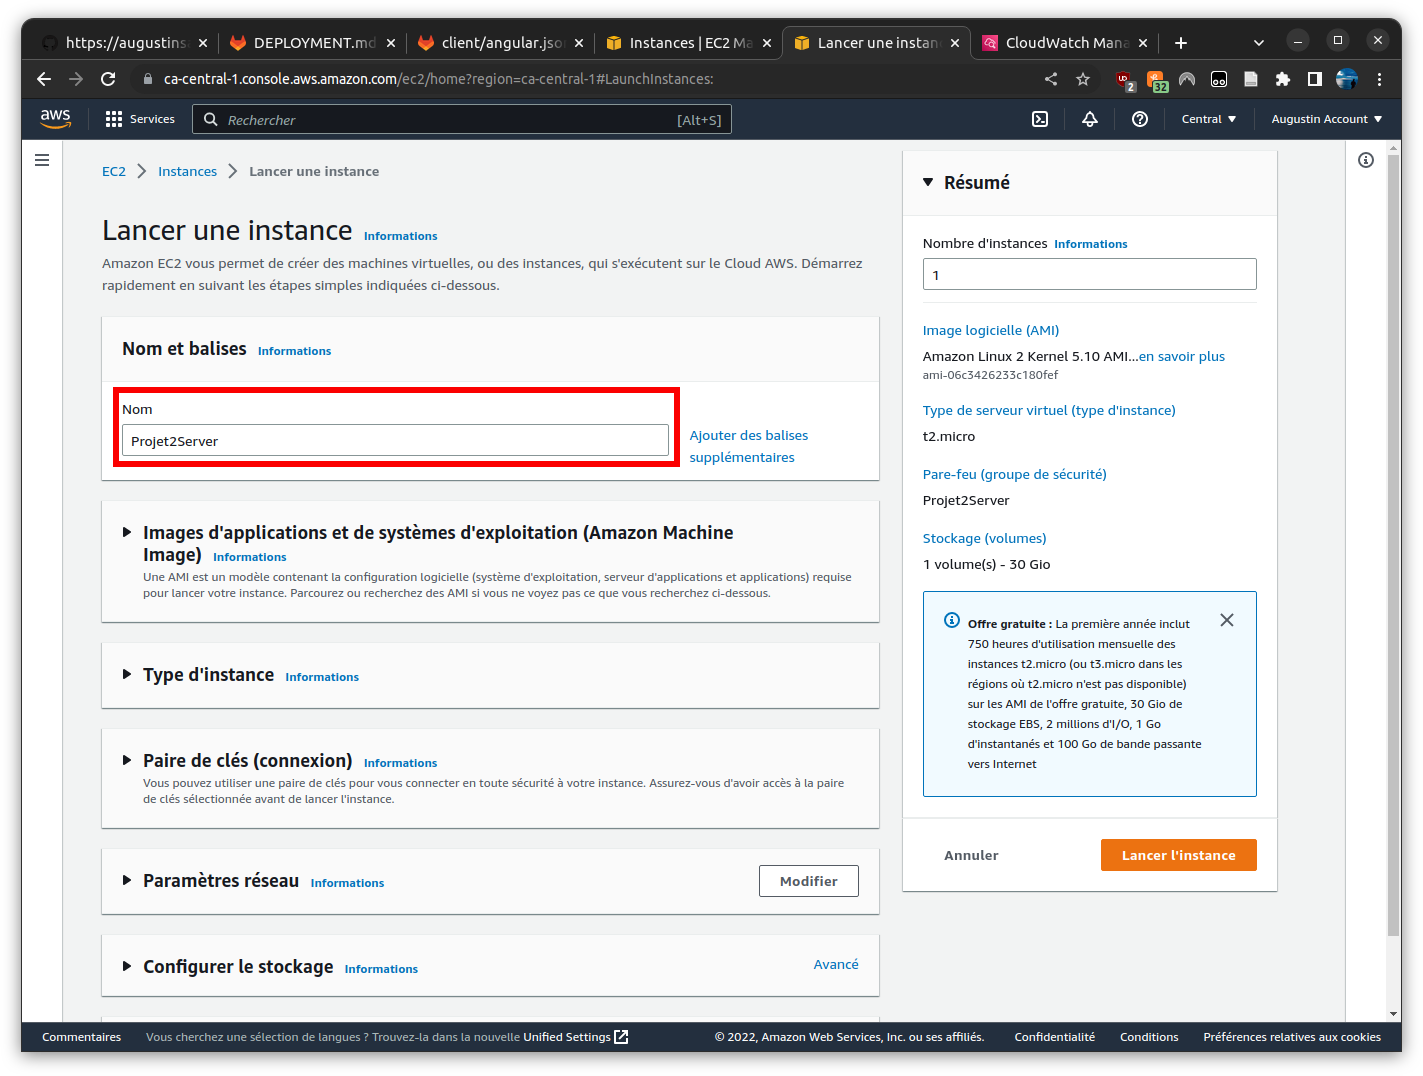 https://augustins
DEPLOYMENT.md
client/angular.json
Instances | EC2 Ma
Lancer une instanc
CloudWatch Mana
ca-central-1.console.aws.amazon.com/ec2/home?region=ca-central-1#LaunchInstances:
2
32
aws
Services
Rechercher
[Alt+S]
Central
Augustin Account
EC2
Instances
Lancer une instance
Lancer une instance Informations
Amazon EC2 vous permet de créer des machines virtuelles, ou des instances, qui s'exécutent sur le Cloud AWS. Démarrez
rapidement en suivant les étapes simples indiquées ci-dessous.
Nom et balises Informations
Nom
Projet2Server
Ajouter des balises
supplémentaires
Images d'applications et de systèmes d'exploitation (Amazon Machine
Image) Informations
Une AMI est un modèle contenant la configuration logicielle (système d'exploitation, serveur d'applications et applications) requise
pour lancer votre instance. Parcourez ou recherchez des AMI si vous ne voyez pas ce que vous recherchez ci-dessous.
Type d'instance Informations
Paire de clés (connexion) Informations
Vous pouvez utiliser une paire de clés pour vous connecter en toute sécurité à votre instance. Assurez-vous d'avoir accès à la paire
de clés sélectionnée avant de lancer l'instance.
Paramètres réseau Informations
Modifier
Configurer le stockage Informations
Avancé
Résumé
Nombre d'instances Informations
1
Image logicielle (AMI)
Amazon Linux 2 Kernel 5.10 AMI...en savoir plus
ami-06c3426233c180fef
Type de serveur virtuel (type d'instance)
t2.micro
Pare-feu (groupe de sécurité)
Projet2Server
Stockage (volumes)
1 volume(s) - 30 Gio
Offre gratuite : La première année inclut
750 heures d'utilisation mensuelle des
instances t2.micro (ou t3.micro dans les
régions où t2.micro n'est pas disponible)
sur les AMI de l'offre gratuite, 30 Gio de
stockage EBS, 2 millions d'I/O, 1 Go
d'instantanés et 100 Go de bande passante
vers Internet
Annuler
Lancer l'instance
Commentaires
Vous cherchez une sélection de langues ? Trouvez-la dans la nouvelle Unified Settings
© 2022, Amazon Web Services, Inc. ou ses affiliés.
Confidentialité
Conditions
Préférences relatives aux cookies